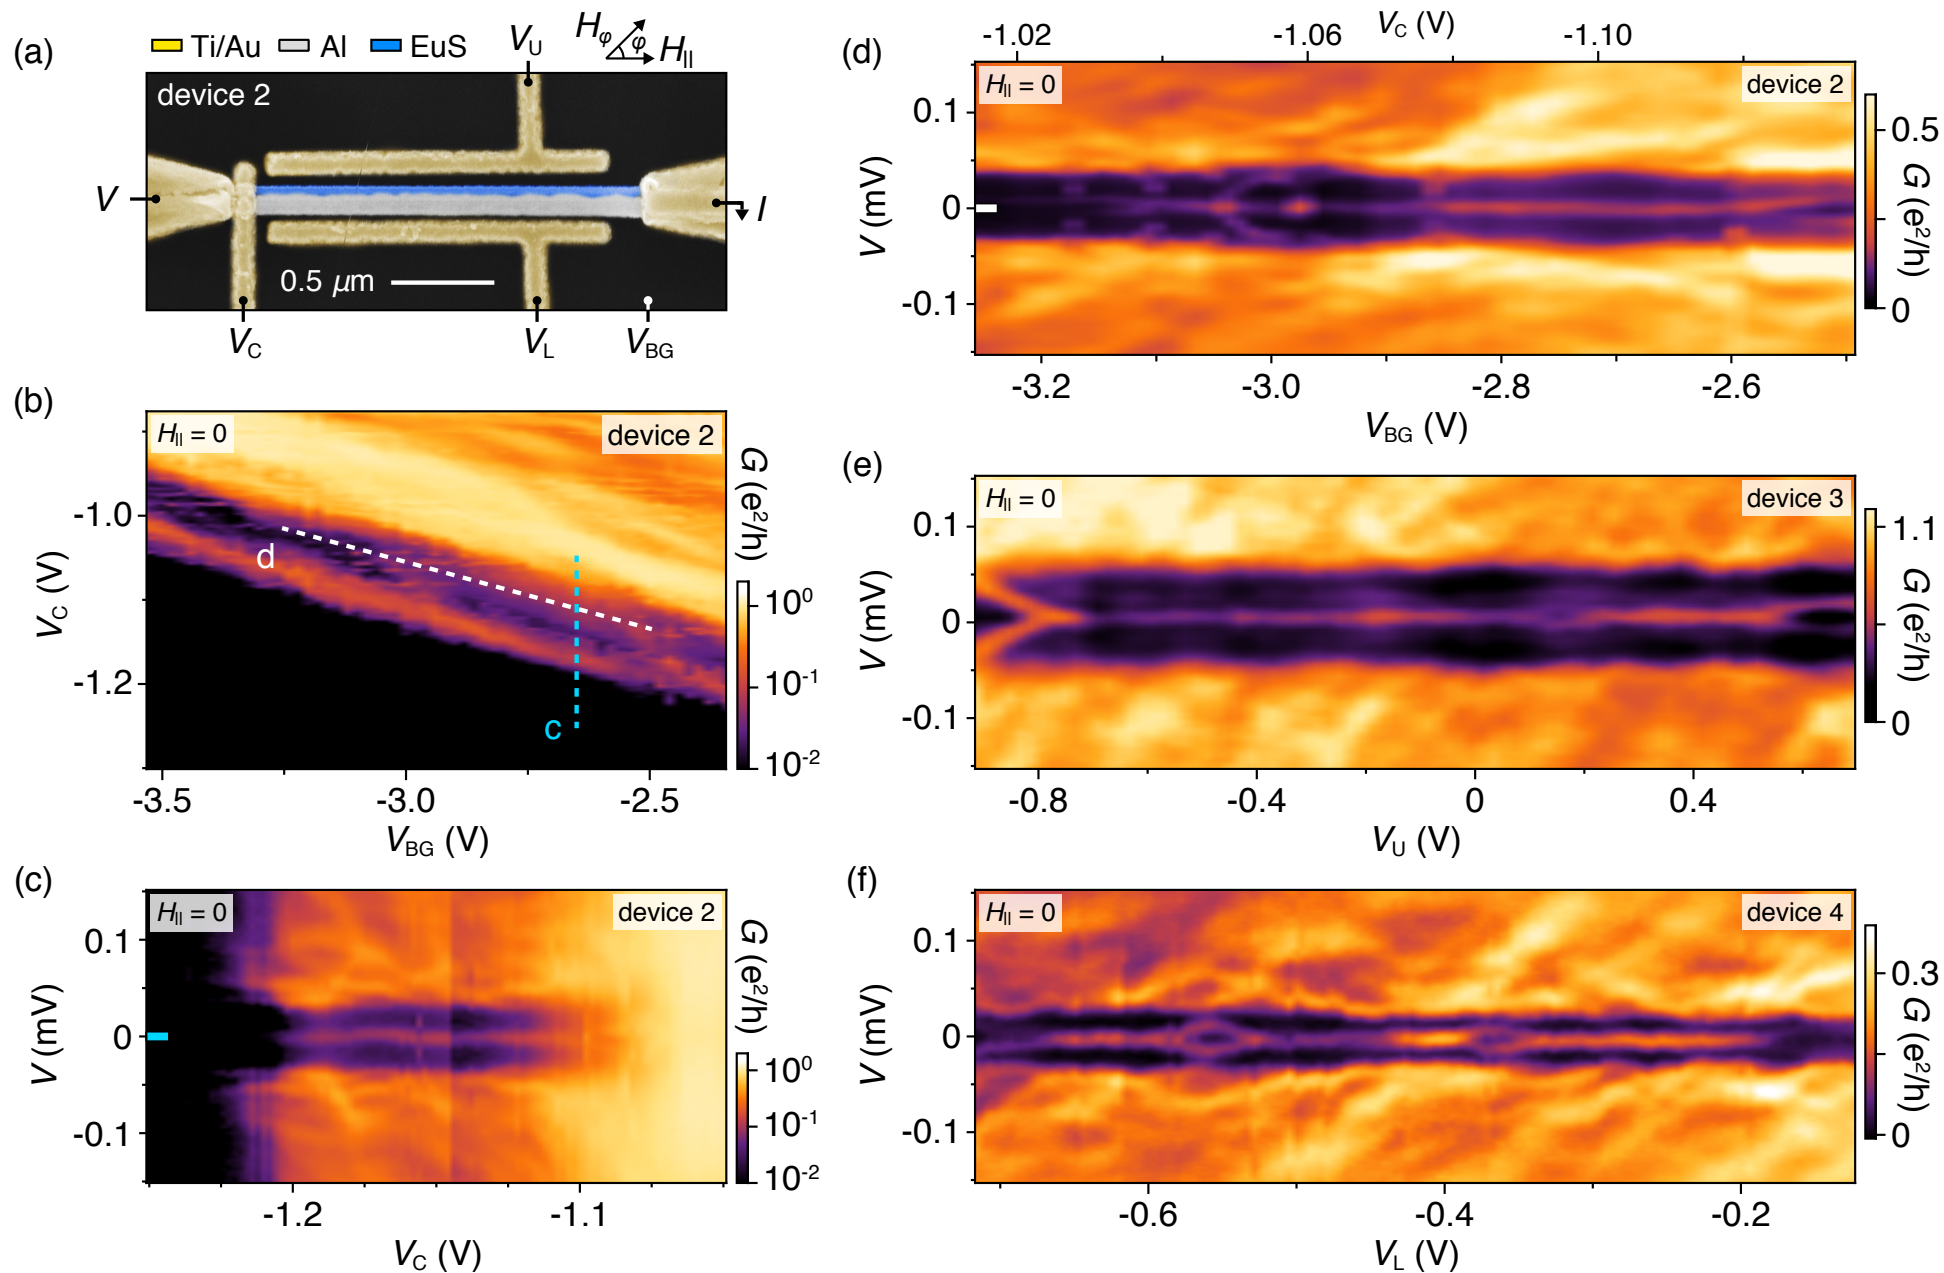 (a)
Ti/Au Al EuS
device 2
V_U
H_φ φ H_||
V
I
0.5 μm
V_C
V_L
V_BG
(b)
H_|| = 0
device 2
d
c
-1.0
-1.2
V_C (V)
-3.5 -3.0 -2.5
V_BG (V)
G (e²/h)
10⁰
10⁻¹
10⁻²
(c)
H_|| = 0
device 2
0.1
0
-0.1
V (mV)
-1.2 -1.1
V_C (V)
G (e²/h)
10⁰
10⁻¹
10⁻²
(d)
V_C (V)
-1.02 -1.06 -1.10
H_|| = 0
device 2
0.1
0
-0.1
V (mV)
-3.2 -3.0 -2.8 -2.6
V_BG (V)
0.5
0
G (e²/h)
(e)
H_|| = 0
device 3
0.1
0
-0.1
V (mV)
-0.8 -0.4 0 0.4
V_U (V)
1.1
0
G (e²/h)
(f)
H_|| = 0
device 4
0.1
0
-0.1
V (mV)
-0.6 -0.4 -0.2
V_L (V)
0.3
0
G (e²/h)